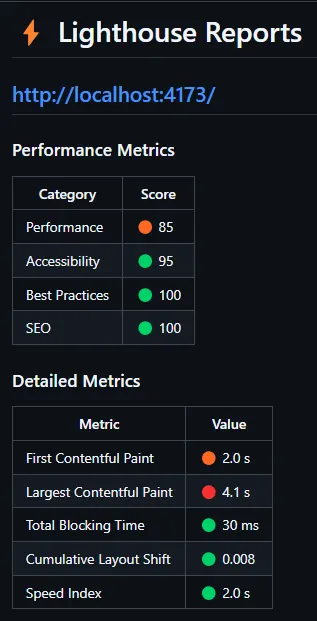 Lighthouse Reports
http://localhost:4173/
Performance Metrics
Category Score
Performance 85
Accessibility 95
Best Practices 100
SEO 100
Detailed Metrics
Metric Value
First Contentful Paint 2.0 s
Largest Contentful Paint 4.1 s
Total Blocking Time 30 ms
Cumulative Layout Shift 0.008
Speed Index 2.0 s